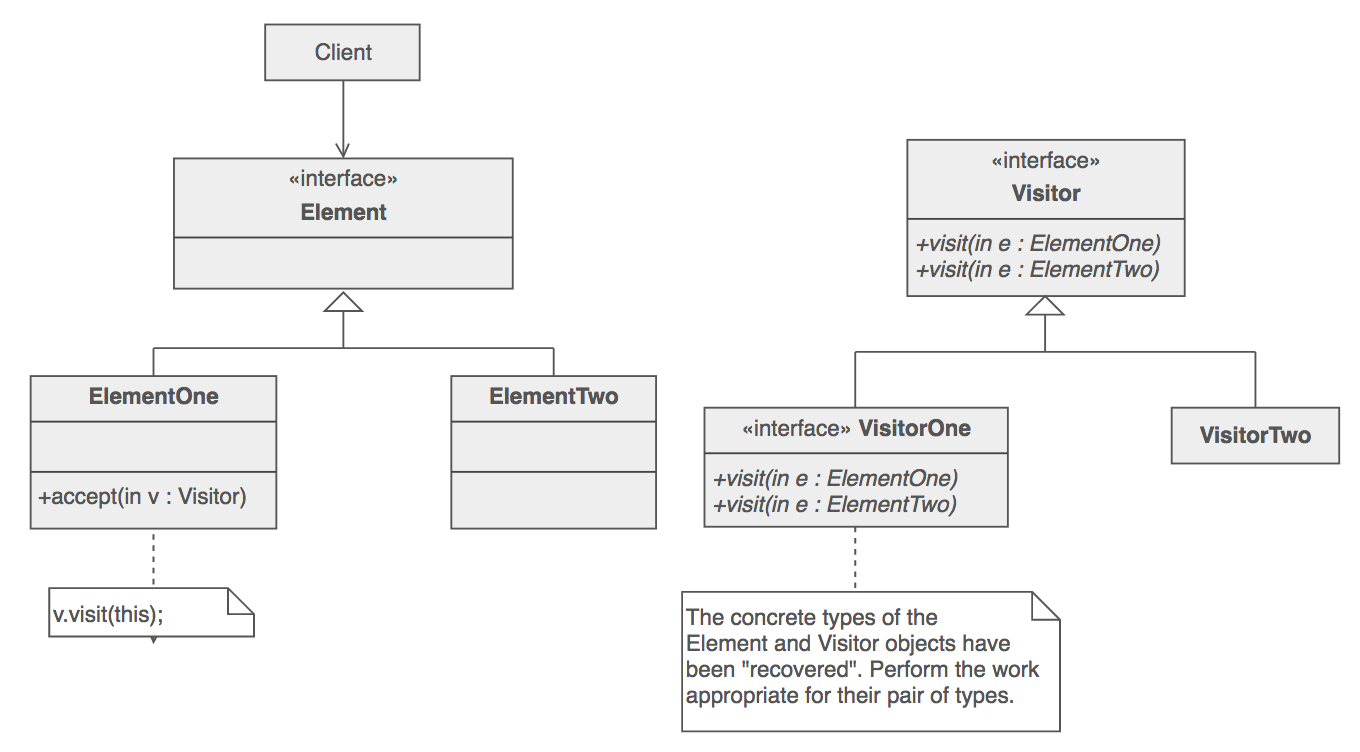 Client
«interface»
Element
ElementOne
+accept(in v : Visitor)
v.visit(this);
ElementTwo
«interface»
Visitor
+visit(in e : ElementOne)
+visit(in e : ElementTwo)
«interface» VisitorOne
+visit(in e : ElementOne)
+visit(in e : ElementTwo)
The concrete types of the
Element and Visitor objects have
been "recovered". Perform the work
appropriate for their pair of types.
VisitorTwo